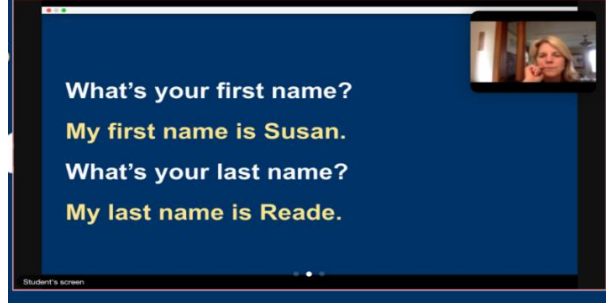 What's your first name?
My first name is Susan.
What's your last name?
My last name is Reade.
Student's screen